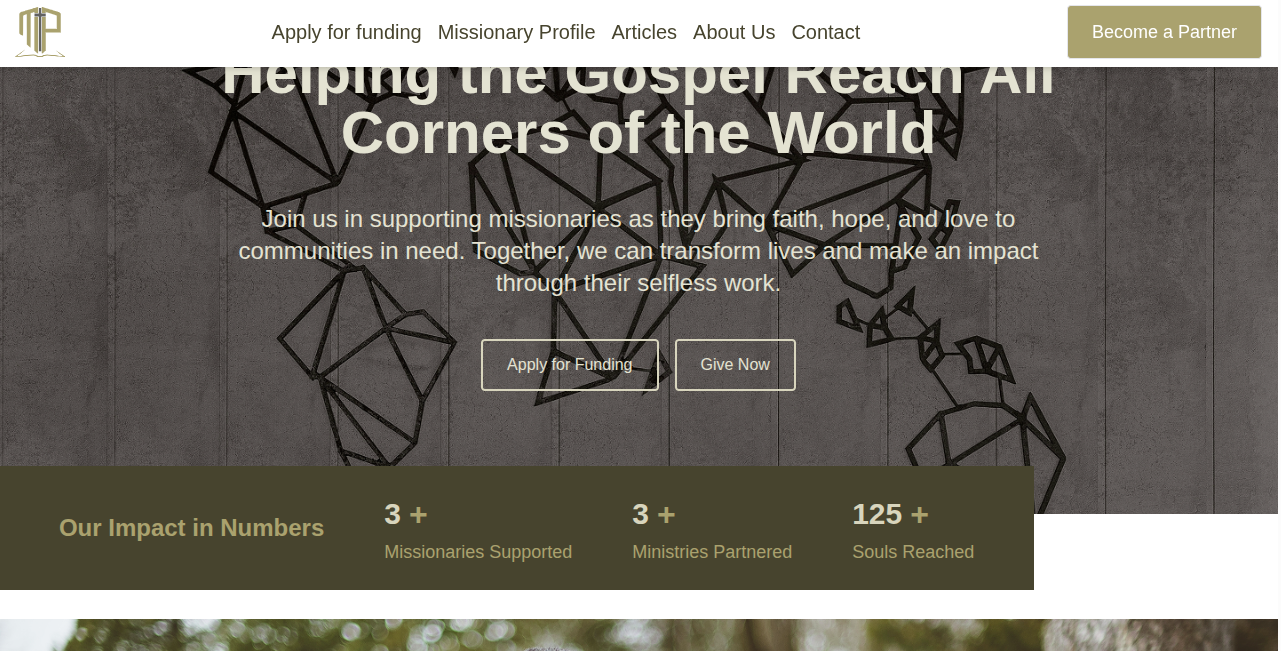 Apply for funding Missionary Profile Articles About Us Contact Become a Partner
Helping the Gospel Reach All
Corners of the World
Join us in supporting missionaries as they bring faith, hope, and love to
communities in need. Together, we can transform lives and make an impact
through their selfless work.
Apply for Funding Give Now
Our Impact in Numbers
3 + 3 + 125 +
Missionaries Supported Ministries Partnered Souls Reached